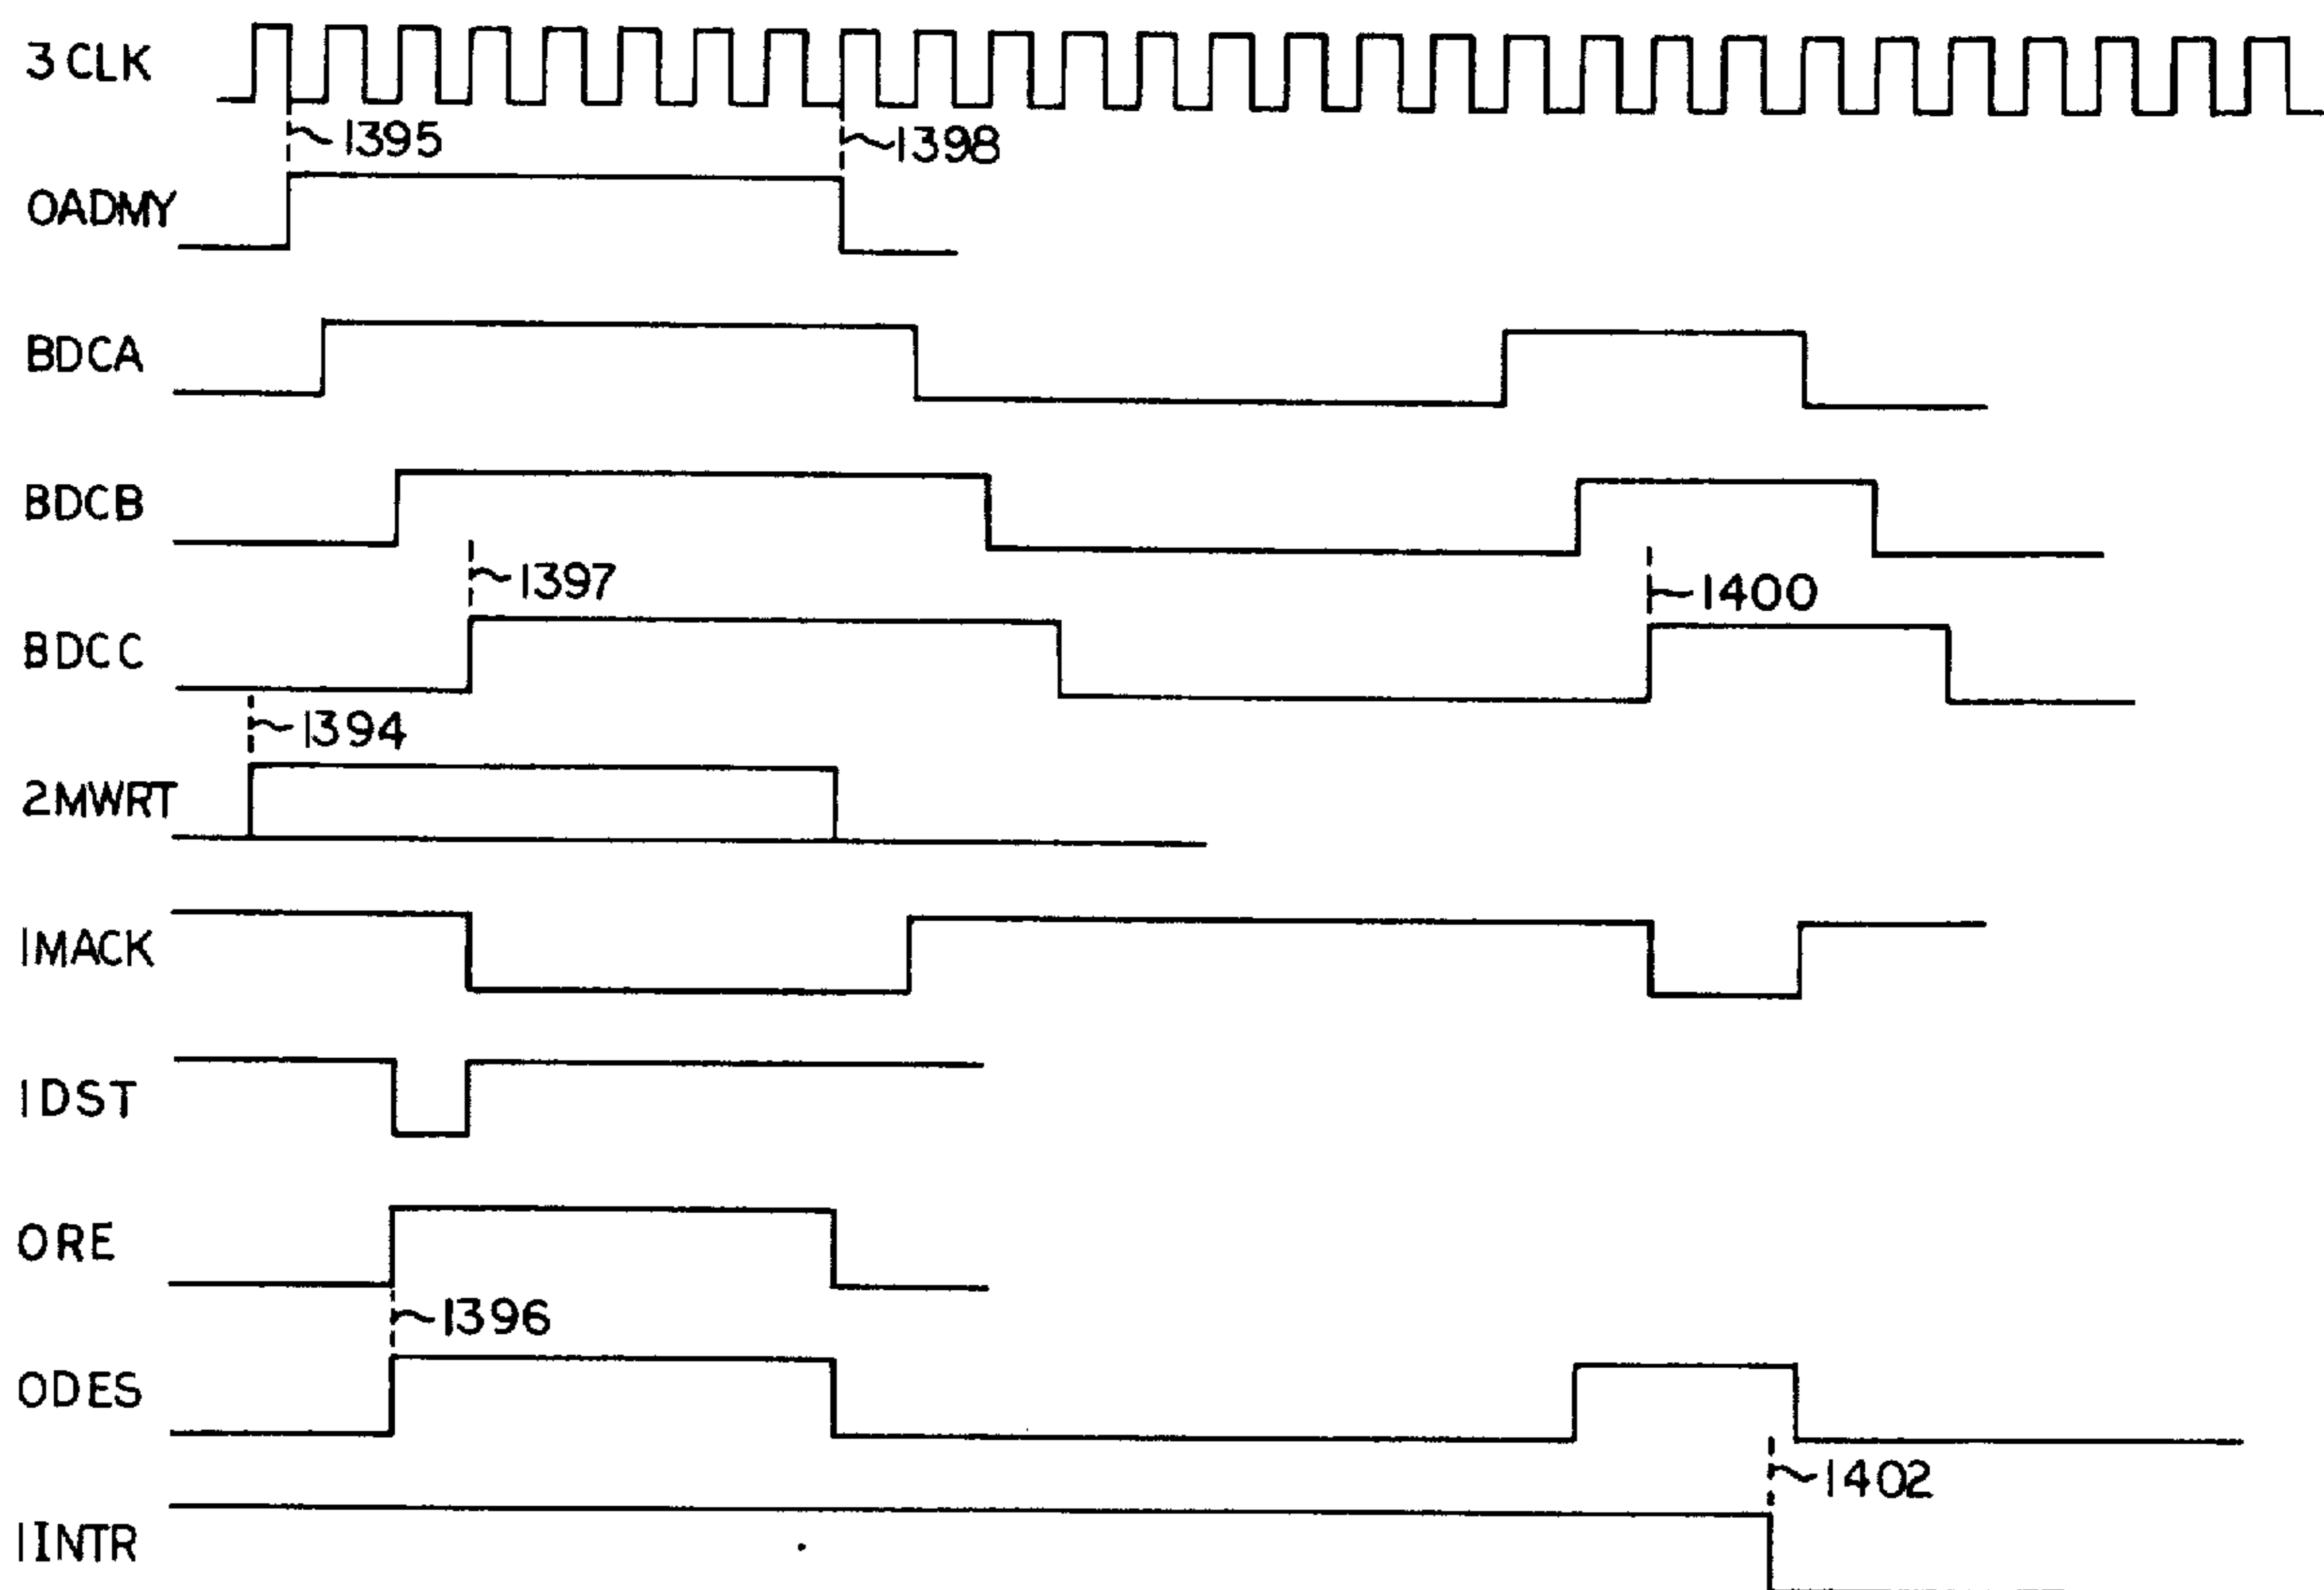 3CLK
1395
1398
OADMY
BDCA
BDCB
1397
1400
BDCC
1394
2MWRT
IMACK
IDST
ORE
1396
ODES
1402
IINTR